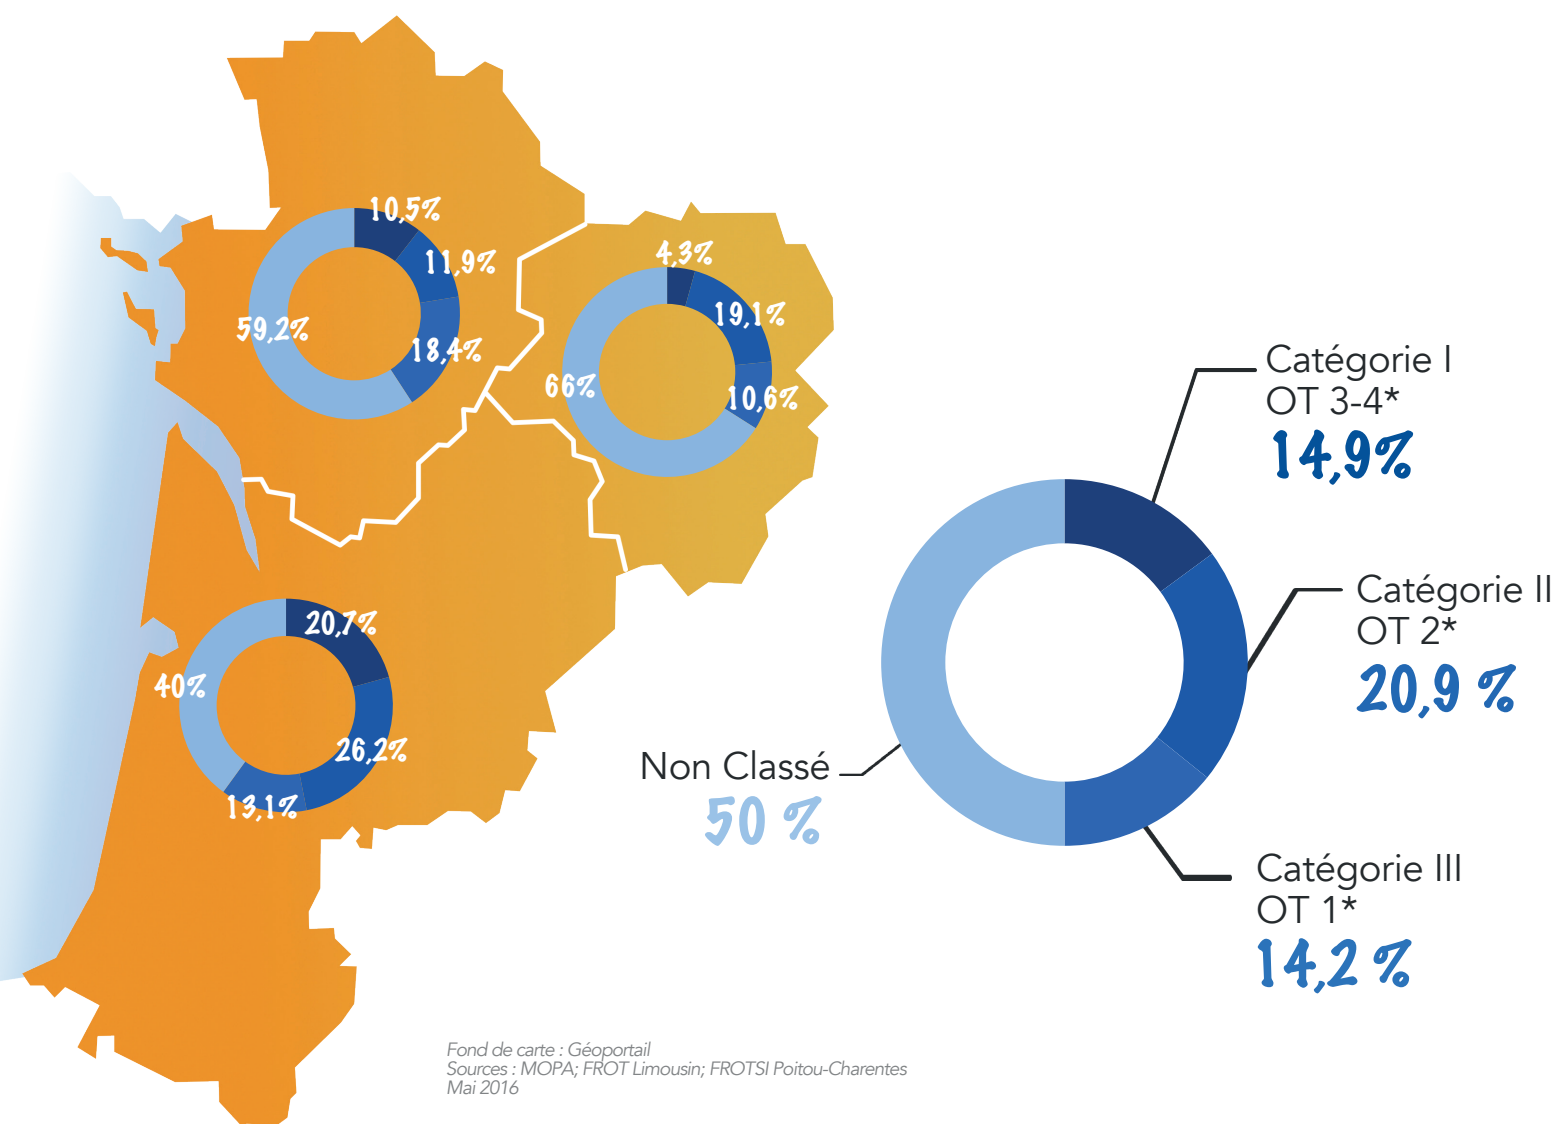 10,5%
11,9%
18,4%
59,2%
4,3%
19,1%
10,6%
66%
20,7%
26,2%
13,1%
40%
Catégorie I
OT 3-4*
14,9%
Catégorie II
OT 2*
20,9 %
Catégorie III
OT 1*
14,2 %
Non Classé
50 %
Fond de carte : Géoportail
Sources : MOPA; FROT Limousin; FROTSI Poitou-Charentes
Mai 2016